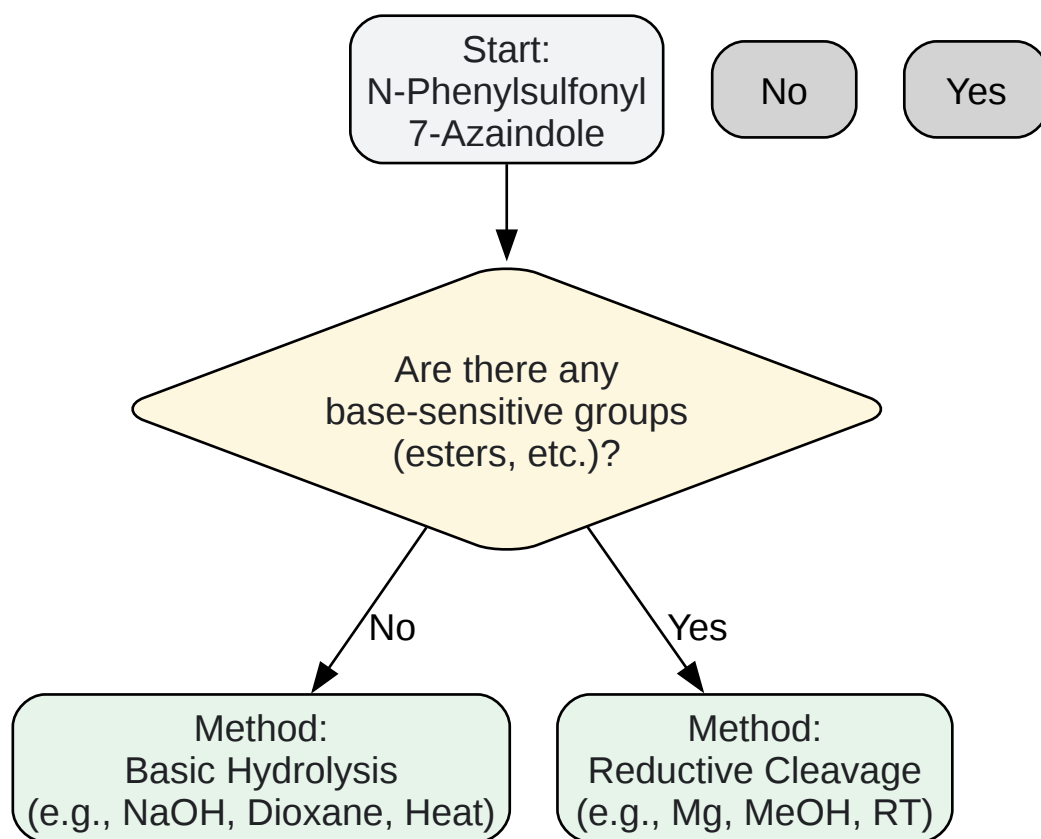 Start:
N-Phenylsulfonyl
7-Azaindole
No
Yes
Are there any
base-sensitive groups
(esters, etc.)?
No
Yes
Method:
Basic Hydrolysis
(e.g., NaOH, Dioxane, Heat)
Method:
Reductive Cleavage
(e.g., Mg, MeOH, RT)